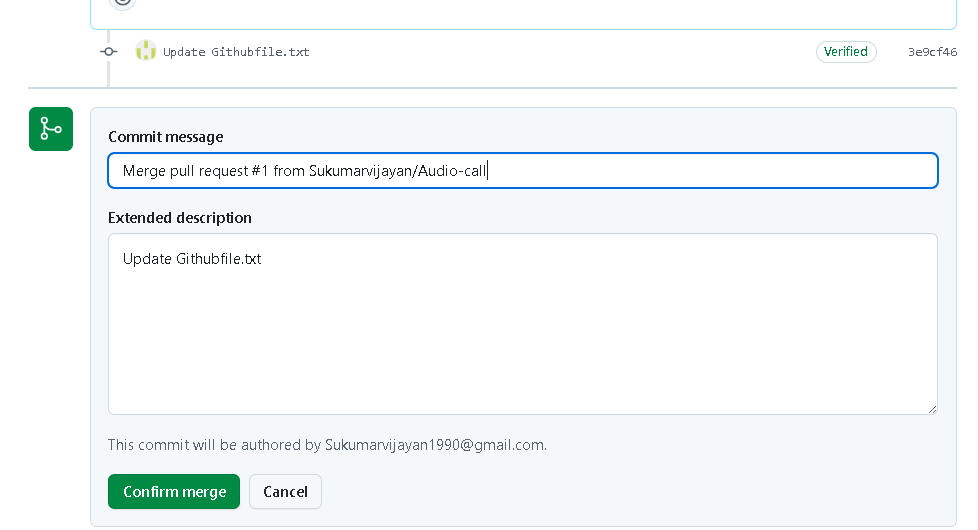 Update Githubfile.txt Verified 3e9cf46
Commit message
Merge pull request #1 from Sukumarvijayan/Audio-call
Extended description
Update Githubfile.txt
This commit will be authored by Sukumarvijayan1990@gmail.com.
Confirm merge Cancel